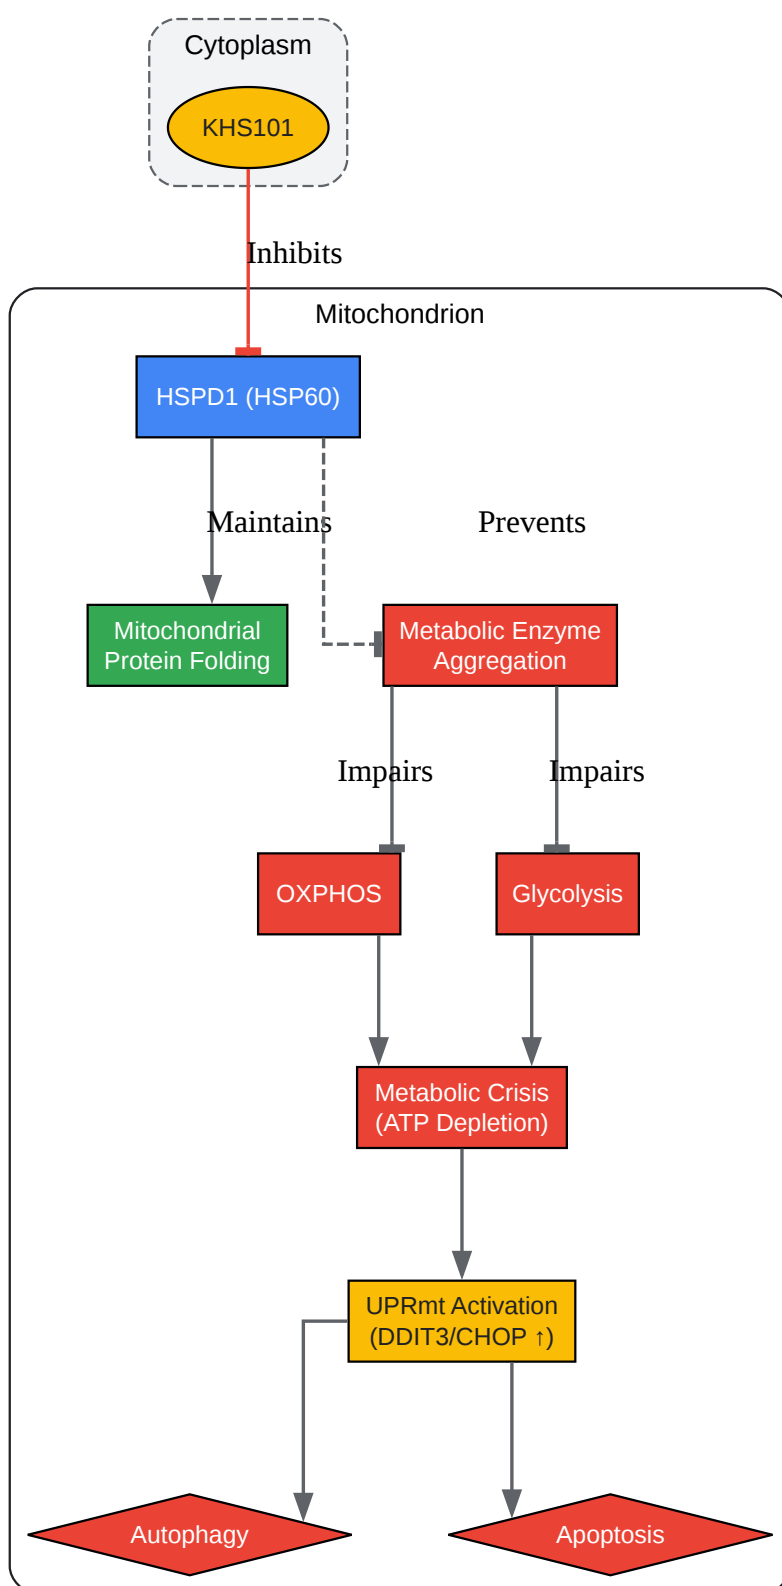 Cytoplasm
KHS101
Inhibits
Mitochondrion
HSPD1 (HSP60)
Maintains
Prevents
Mitochondrial
Protein Folding
Metabolic Enzyme
Aggregation
Impairs
Impairs
OXPHOS
Glycolysis
Metabolic Crisis
(ATP Depletion)
UPRmt Activation
(DDIT3/CHOP ↑)
Autophagy
Apoptosis